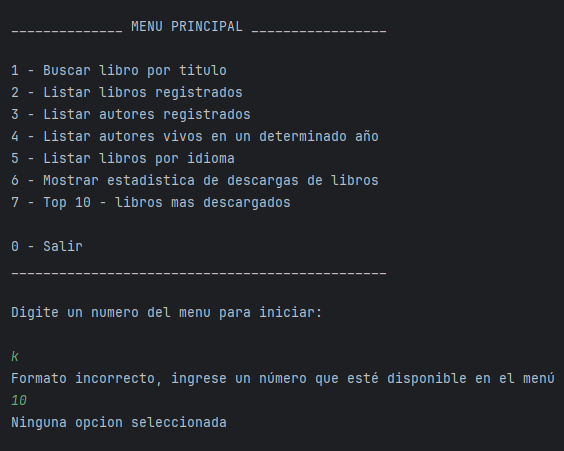 ______________ MENU PRINCIPAL _________________
1 - Buscar libro por titulo
2 - Listar libros registrados
3 - Listar autores registrados
4 - Listar autores vivos en un determinado año
5 - Listar libros por idioma
6 - Mostrar estadistica de descargas de libros
7 - Top 10 - libros mas descargados
0 - Salir
_______________________________________________
Digite un numero del menu para iniciar:
k
Formato incorrecto, ingrese un número que esté disponible en el menú
10
Ninguna opcion seleccionada